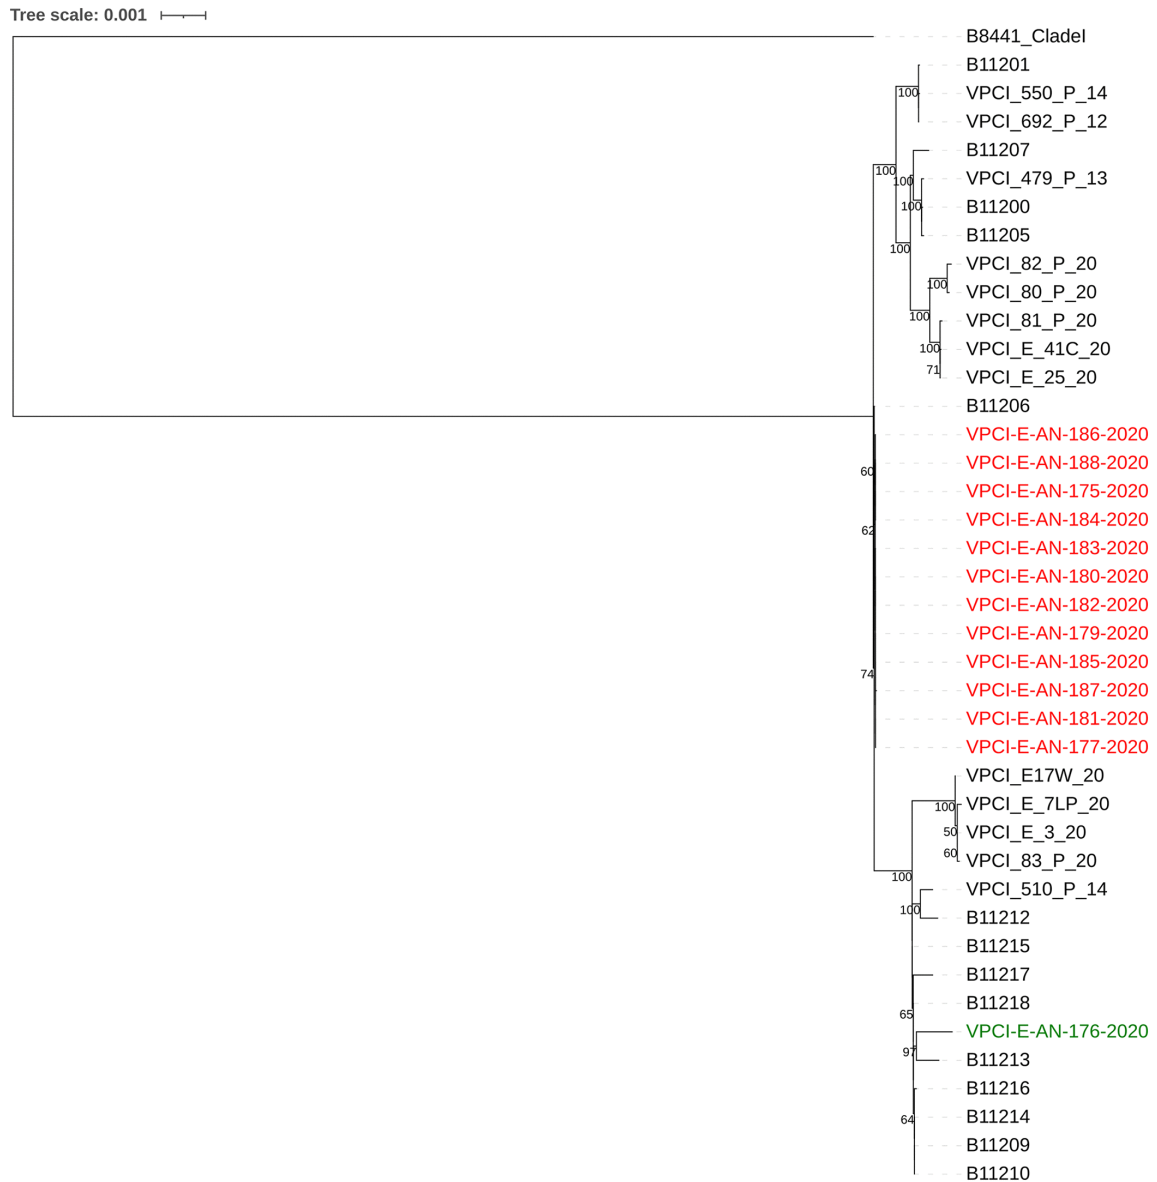 Tree scale: 0.001
B8441_CladeI
B11201
100
VPCI_550_P_14
VPCI_692_P_12
B11207
100
100
VPCI_479_P_13
100
B11200
B11205
100
VPCI_82_P_20
100
VPCI_80_P_20
100
VPCI_81_P_20
100
VPCI_E_41C_20
71
VPCI_E_25_20
B11206
VPCI-E-AN-186-2020
60
VPCI-E-AN-188-2020
VPCI-E-AN-175-2020
62
VPCI-E-AN-184-2020
VPCI-E-AN-183-2020
VPCI-E-AN-180-2020
VPCI-E-AN-182-2020
VPCI-E-AN-179-2020
VPCI-E-AN-185-2020
74
VPCI-E-AN-187-2020
VPCI-E-AN-181-2020
VPCI-E-AN-177-2020
VPCI_E17W_20
100
VPCI_E_7LP_20
50
VPCI_E_3_20
60
VPCI_83_P_20
100
VPCI_510_P_14
100
B11212
B11215
B11217
B11218
65
VPCI-E-AN-176-2020
97
B11213
B11216
64
B11214
B11209
B11210